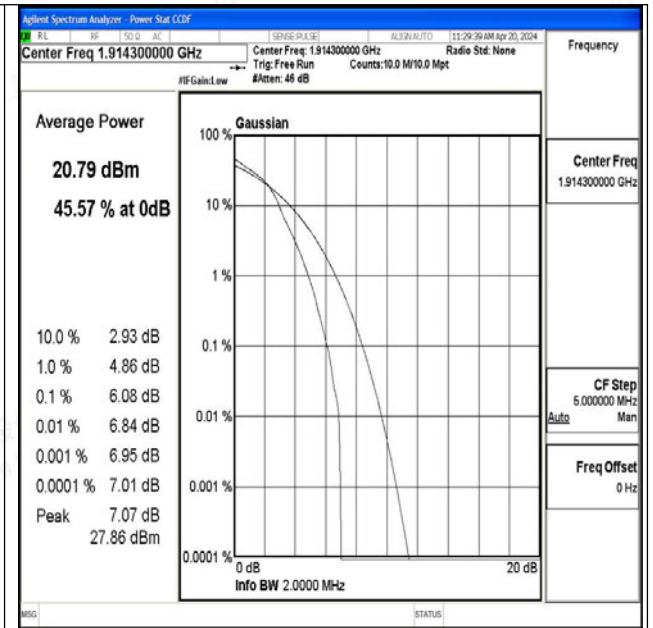 Agilent Spectrum Analyzer - Power Stat CCDF
RL RF 50 Ω AC SENSE:PULSE ALIGN AUTO 11:29:39 AM Apr 20, 2024
Center Freq 1.914300000 GHz
Center Freq: 1.914300000 GHz Radio Std: None
Trig: Free Run Counts:10.0 M/10.0 Mpt
#IFGain:Low #Atten: 46 dB
Frequency
Average Power
20.79 dBm
45.57 % at 0dB
10.0 % 2.93 dB
1.0 % 4.86 dB
0.1 % 6.08 dB
0.01 % 6.84 dB
0.001 % 6.95 dB
0.0001 % 7.01 dB
Peak 7.07 dB
27.86 dBm
Gaussian
100 %
10 %
1 %
0.1 %
0.01 %
0.001 %
0.0001 %
0 dB 20 dB
Info BW 2.0000 MHz
Center Freq
1.914300000 GHz
CF Step
5.000000 MHz
Auto Man
Freq Offset
0 Hz
MSG STATUS